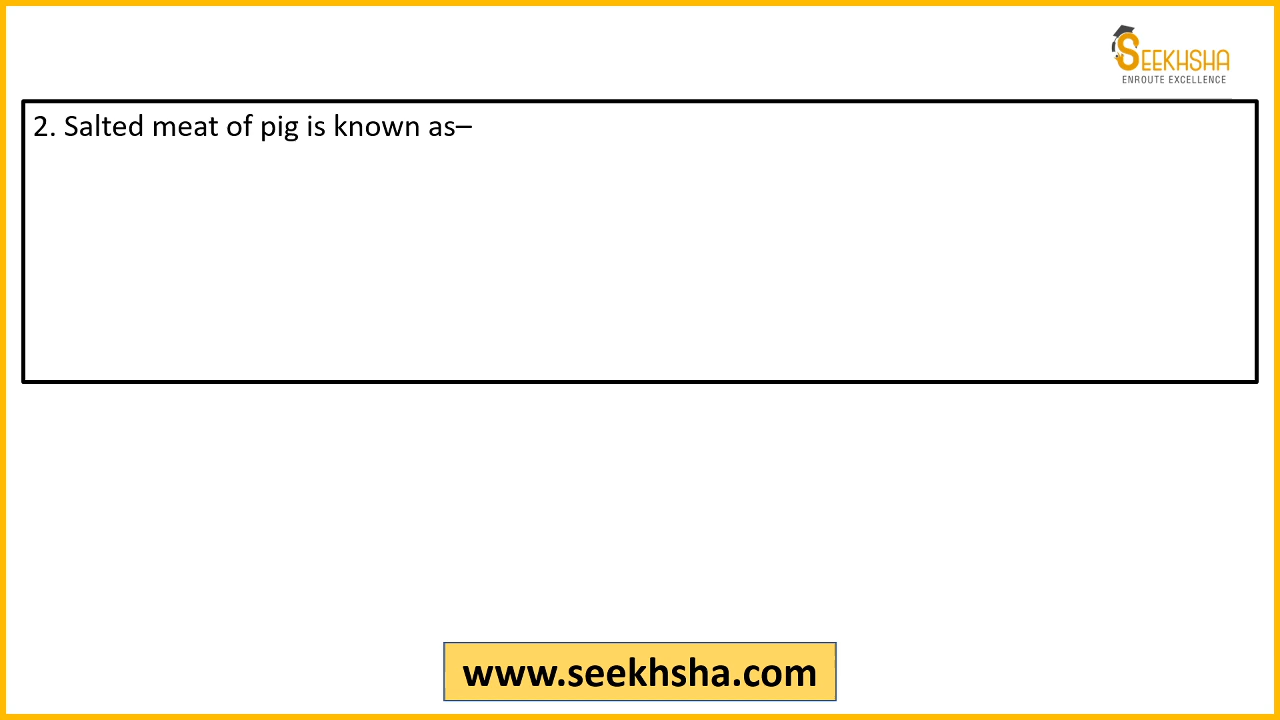 SEEKHSHA
ENROUTE EXCELLENCE
2. Salted meat of pig is known as–
www.seekhsha.com